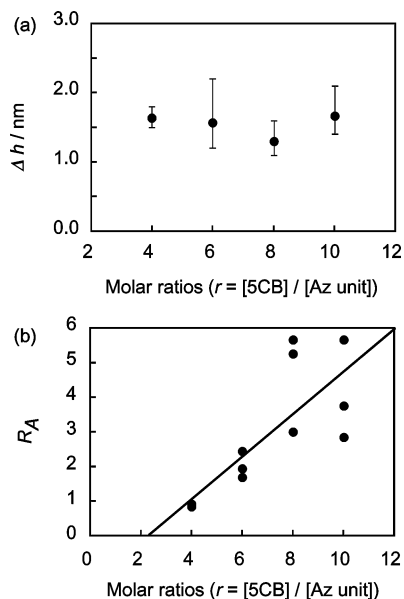 (a)
3.0
2.0
1.0
0.0
Δ h / nm
2 4 6 8 10 12
Molar ratios (r = [5CB] / [Az unit])
(b)
6
5
4
3
2
1
0
R_A
0 2 4 6 8 10 12
Molar ratios (r = [5CB] / [Az unit])